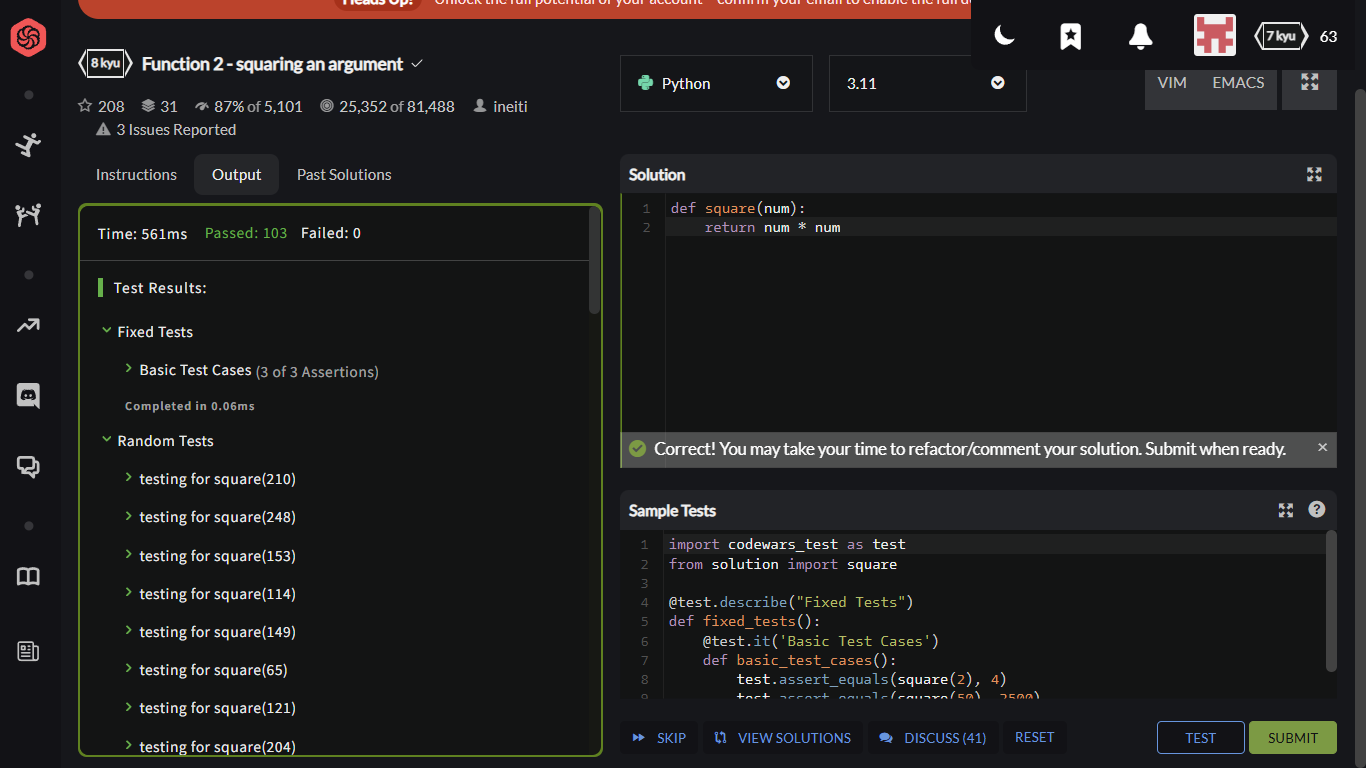 Heads Up! Unlock the full potential of your account - confirm your email to enable the full
7 kyu 63
8 kyu Function 2 - squaring an argument
208 31 87% of 5,101 25,352 of 81,488 ineiti
3 Issues Reported
Python 3.11 VIM EMACS
Instructions Output Past Solutions
Time: 561ms Passed: 103 Failed: 0
Test Results:
Fixed Tests
Basic Test Cases (3 of 3 Assertions)
Completed in 0.06ms
Random Tests
testing for square(210)
testing for square(248)
testing for square(153)
testing for square(114)
testing for square(149)
testing for square(65)
testing for square(121)
testing for square(204)
Solution
1 def square(num):
2 return num * num
Correct! You may take your time to refactor/comment your solution. Submit when ready. ×
Sample Tests ?
1 import codewars_test as test
2 from solution import square
3
4 @test.describe("Fixed Tests")
5 def fixed_tests():
6 @test.it('Basic Test Cases')
7 def basic_test_cases():
8 test.assert_equals(square(2), 4)
9 test.assert_equals(square(50), 2500)
SKIP VIEW SOLUTIONS DISCUSS (41) RESET TEST SUBMIT